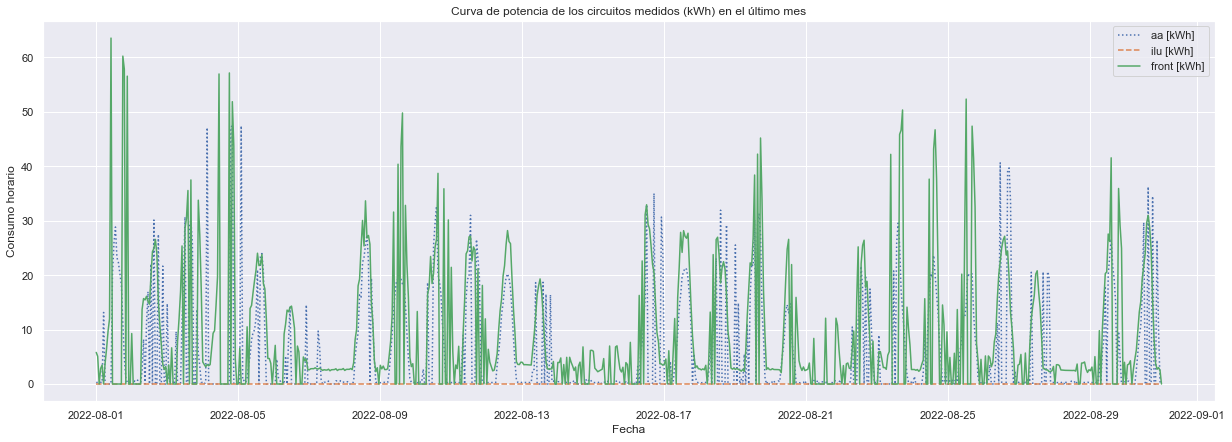 Curva de potencia de los circuitos medidos (kWh) en el último mes
aa [kWh]
ilu [kWh]
front [kWh]
Consumo horario
60
50
40
30
20
10
0
2022-08-01
2022-08-05
2022-08-09
2022-08-13
2022-08-17
2022-08-21
2022-08-25
2022-08-29
2022-09-01
Fecha